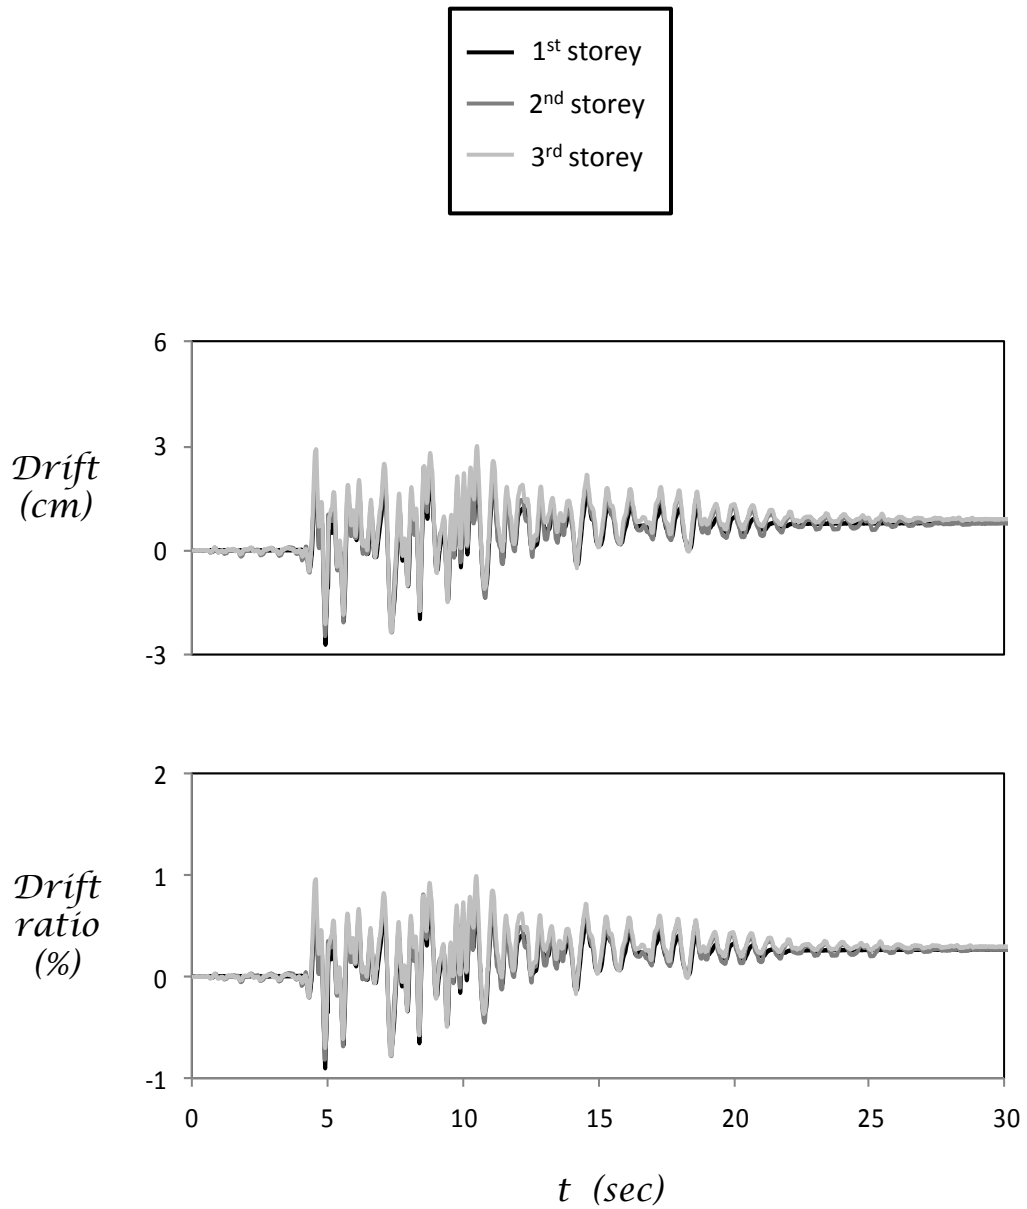 1st storey
2nd storey
3rd storey
6
3
0
-3
Drift
(cm)
2
1
0
-1
Drift
ratio
(%)
0 5 10 15 20 25 30
t (sec)